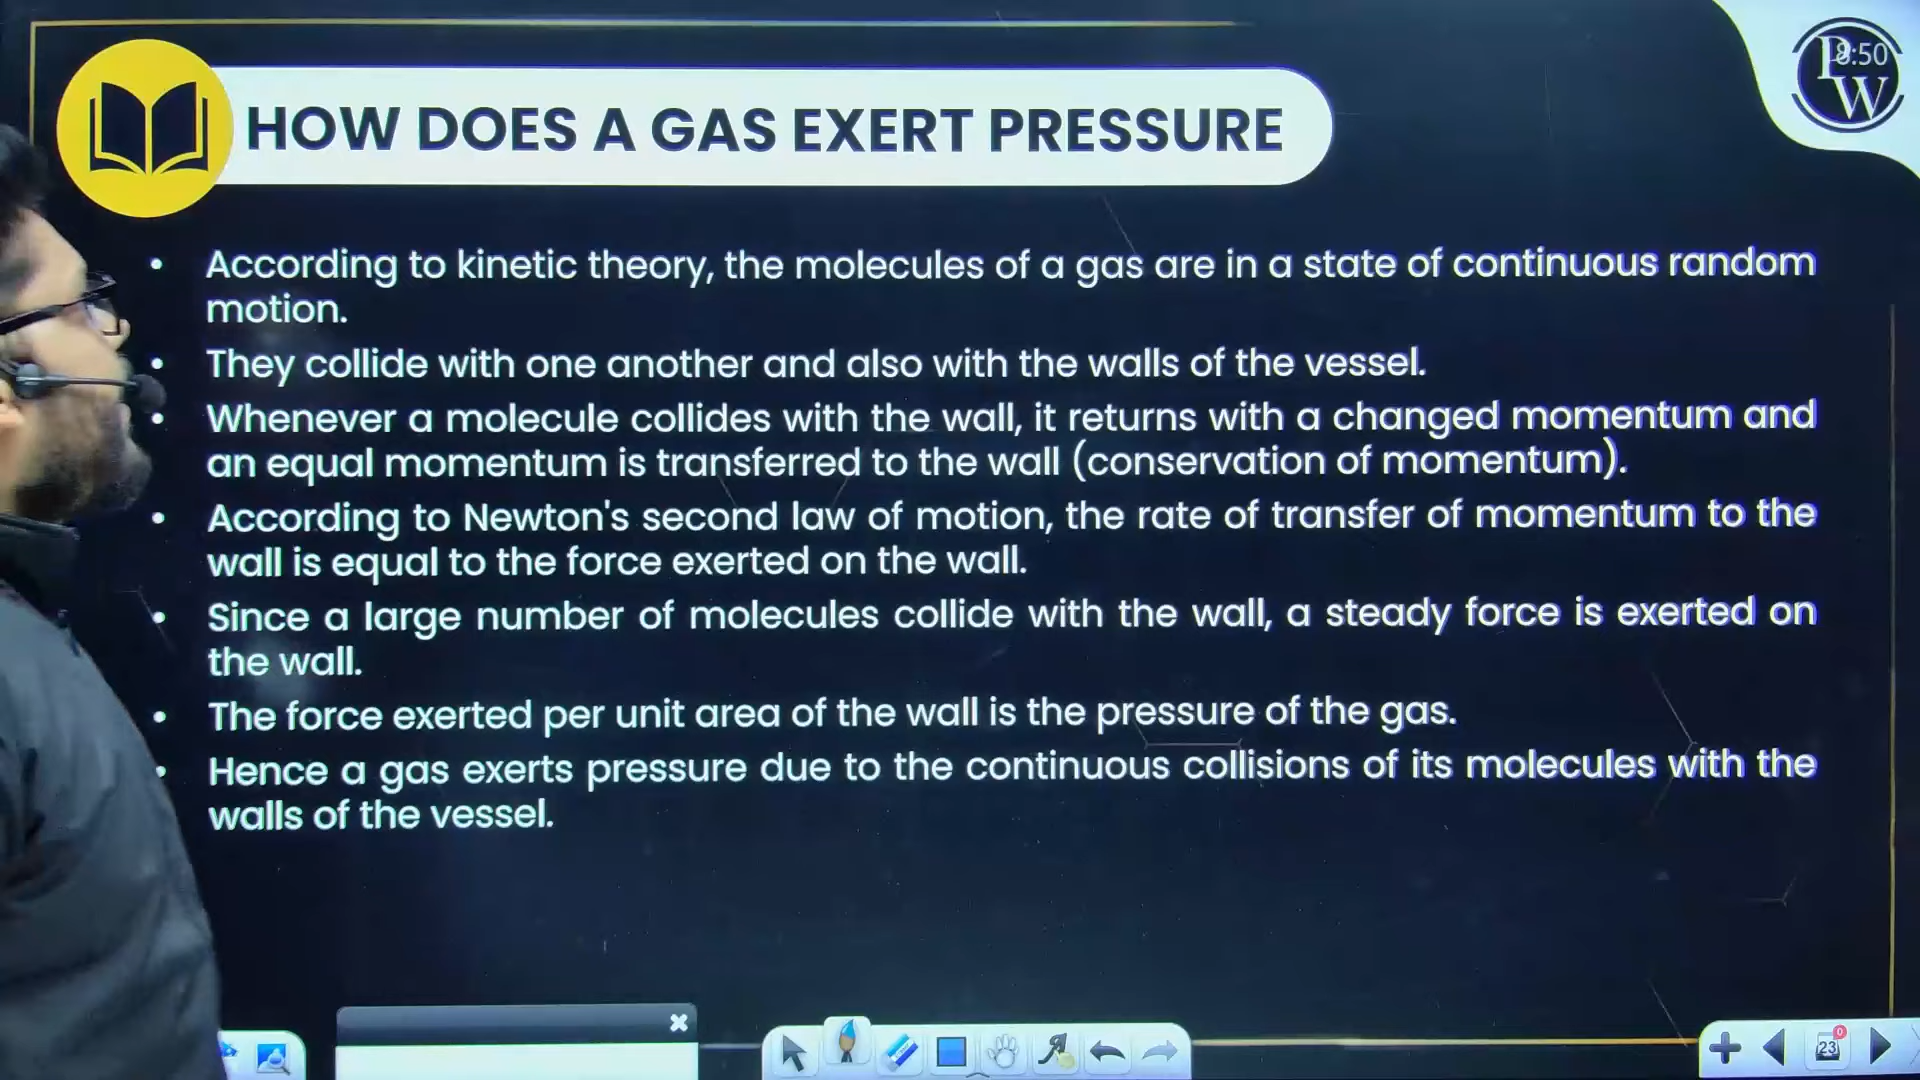 HOW DOES A GAS EXERT PRESSURE
PW
8:50
• According to kinetic theory, the molecules of a gas are in a state of continuous random
motion.
• They collide with one another and also with the walls of the vessel.
• Whenever a molecule collides with the wall, it returns with a changed momentum and
an equal momentum is transferred to the wall (conservation of momentum).
• According to Newton's second law of motion, the rate of transfer of momentum to the
wall is equal to the force exerted on the wall.
• Since a large number of molecules collide with the wall, a steady force is exerted on
the wall.
• The force exerted per unit area of the wall is the pressure of the gas.
• Hence a gas exerts pressure due to the continuous collisions of its molecules with the
walls of the vessel.
0
23